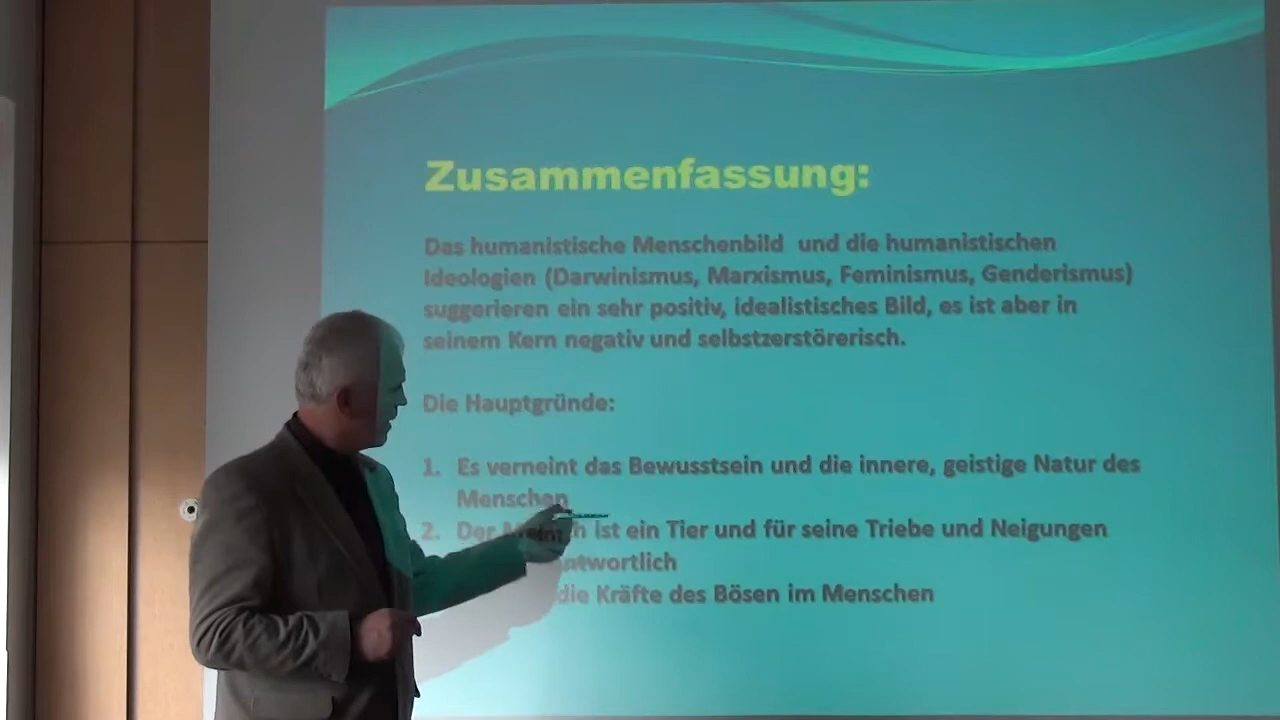 Zusammenfassung:
Das humanistische Menschenbild und die humanistischen
Ideologien (Darwinismus, Marxismus, Feminismus, Genderismus)
suggerieren ein sehr positiv, idealistisches Bild, es ist aber in
seinem Kern negativ und selbstzerstörerisch.
Die Hauptgründe:
1. Es verneint das Bewusstsein und die innere, geistige Natur des
Menschen
2. Der Mensch ist ein Tier und für seine Triebe und Neigungen
antwortlich
die Kräfte des Bösen im Menschen